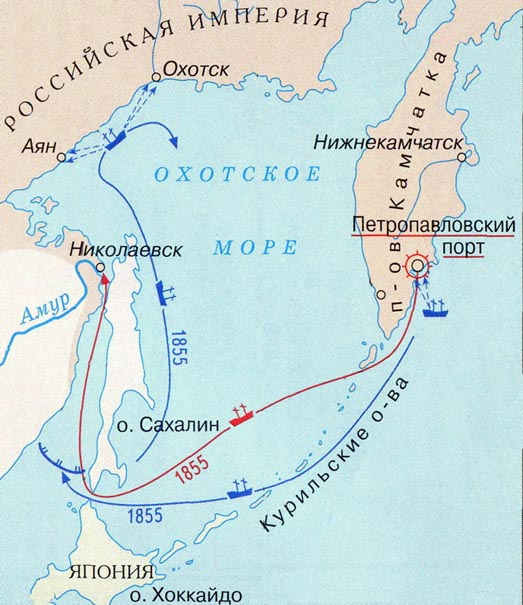 РОССИЙСКАЯ ИМПЕРИЯ
Охотск
Аян
Нижнекамчатск
ОХОТСКОЕ
МОРЕ
п-ов Камчатка
Петропавловский
порт
Николаевск
Амур
1855
о. Сахалин
1855
1855
Курильские о-ва
ЯПОНИЯ
о. Хоккайдо